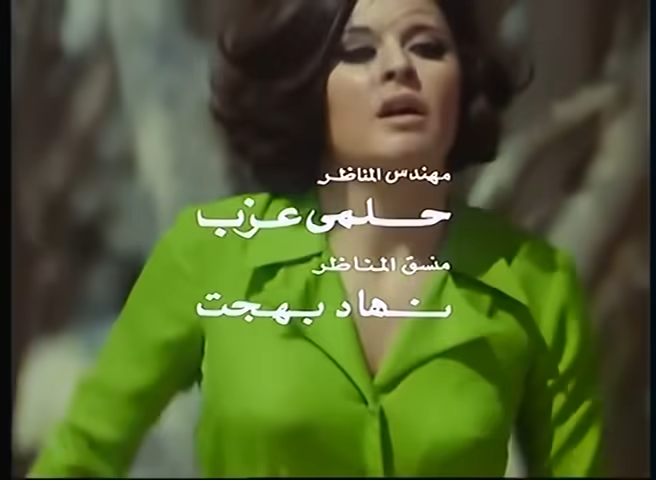 مهندس المناظر
حلمى عزب
منسق المناظر
نهاد بهجت